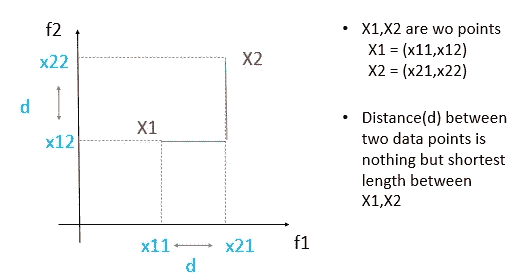 f2
x22
X2
d
X1
x12
x11
x21
f1
d
• X1,X2 are wo points
X1 = (x11,x12)
X2 = (x21,x22)
• Distance(d) between
two data points is
nothing but shortest
length between
X1,X2